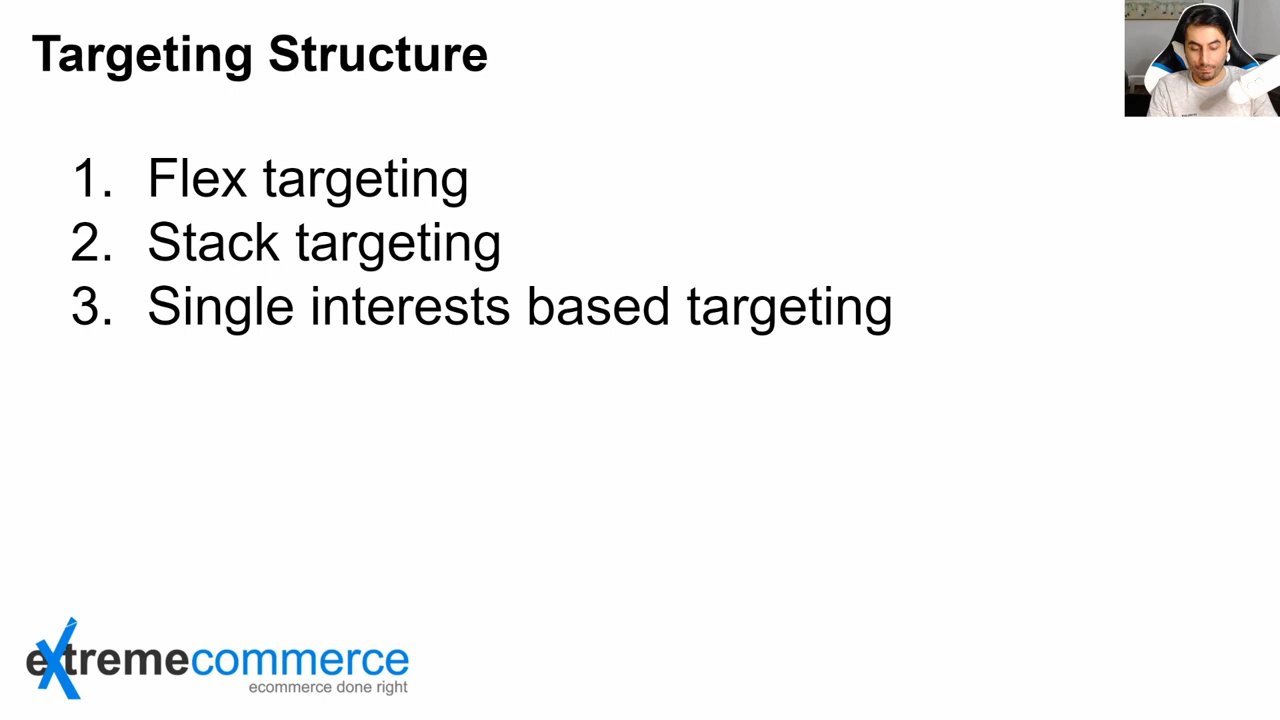 Targeting Structure
1. Flex targeting
2. Stack targeting
3. Single interests based targeting
extremecommerce
ecommerce done right